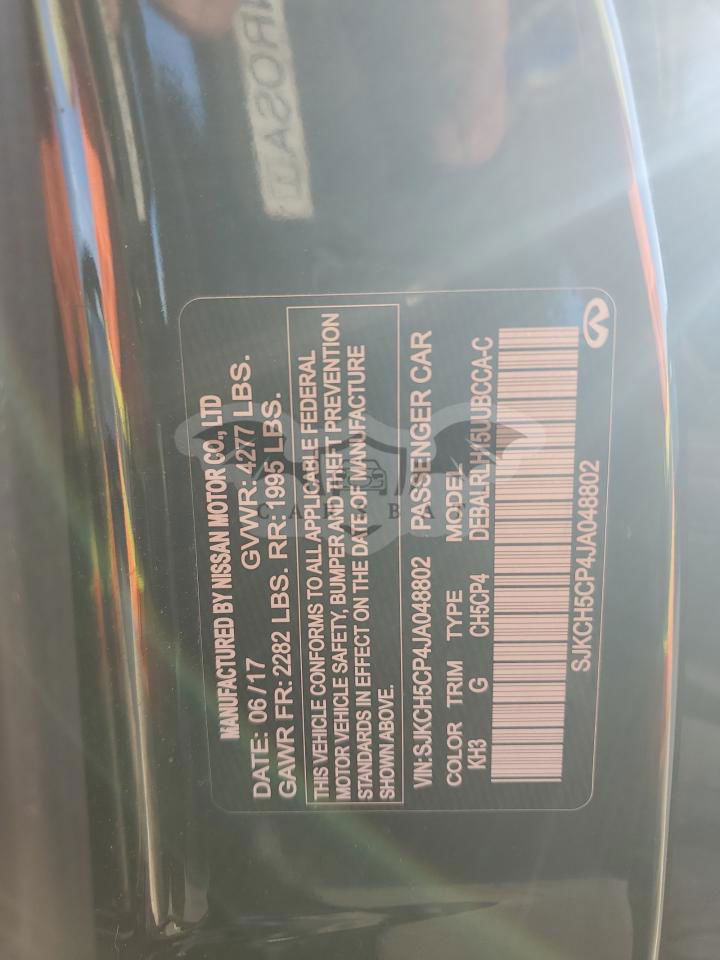 MANUFACTURED BY NISSAN MOTOR CO., LTD
DATE: 06 /17 GVWR: 4277 LBS.
GAWR FR: 2282 LBS. RR: 1995 LBS.
THIS VEHICLE CONFORMS TO ALL APPLICABLE FEDERAL
MOTOR VEHICLE SAFETY, BUMPER AND THEFT PREVENTION
STANDARDS IN EFFECT ON THE DATE OF MANUFACTURE
SHOWN ABOVE.
VIN:SJKCH5CP4JA048802 PASSENGER CAR
COLOR TRIM TYPE MODEL
KH3 G CH5CP4
SJKCH5CP4JA048802